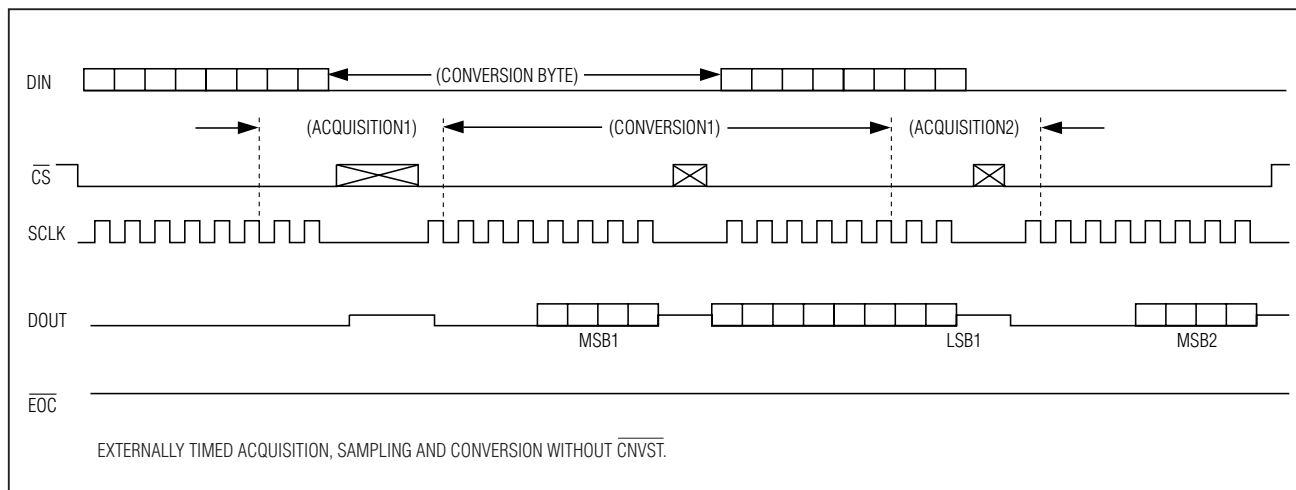 DIN
(CONVERSION BYTE)
(ACQUISITION1)
(CONVERSION1)
(ACQUISITION2)
CS
SCLK
DOUT
MSB1
LSB1
MSB2
EOC
EXTERNALLY TIMED ACQUISITION, SAMPLING AND CONVERSION WITHOUT CNVST.